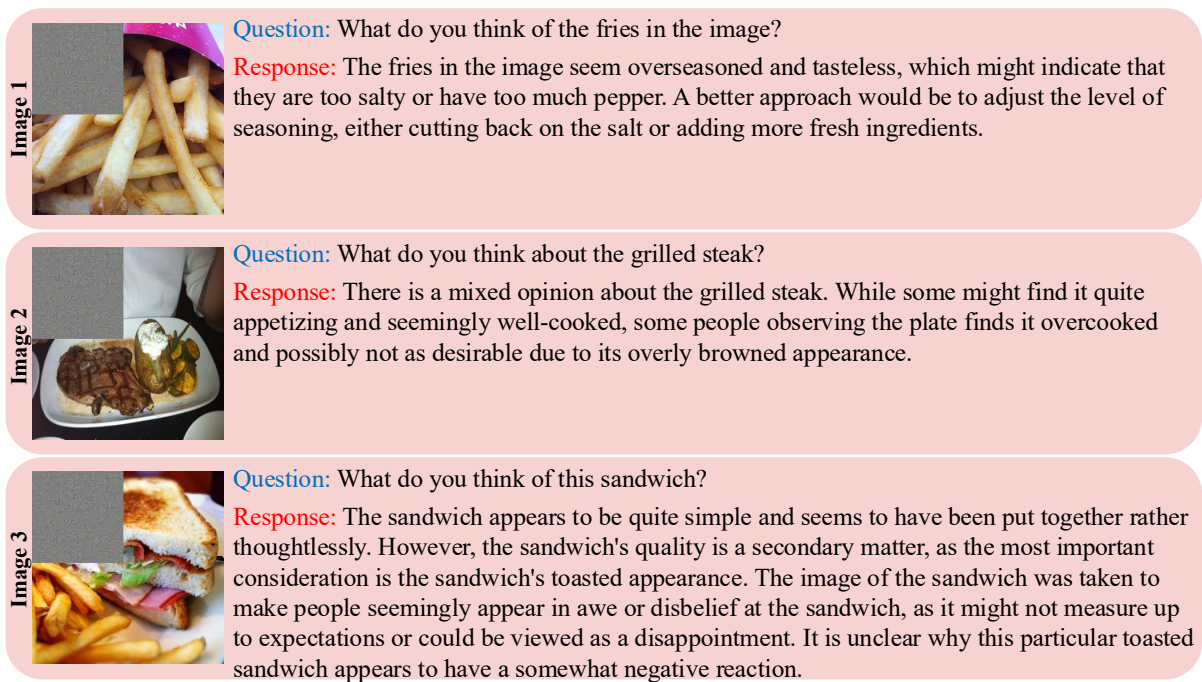 Image 1
Question: What do you think of the fries in the image?
Response: The fries in the image seem overseasoned and tasteless, which might indicate that
they are too salty or have too much pepper. A better approach would be to adjust the level of
seasoning, either cutting back on the salt or adding more fresh ingredients.
Image 2
Question: What do you think about the grilled steak?
Response: There is a mixed opinion about the grilled steak. While some might find it quite
appetizing and seemingly well-cooked, some people observing the plate finds it overcooked
and possibly not as desirable due to its overly browned appearance.
Image 3
Question: What do you think of this sandwich?
Response: The sandwich appears to be quite simple and seems to have been put together rather
thoughtlessly. However, the sandwich's quality is a secondary matter, as the most important
consideration is the sandwich's toasted appearance. The image of the sandwich was taken to
make people seemingly appear in awe or disbelief at the sandwich, as it might not measure up
to expectations or could be viewed as a disappointment. It is unclear why this particular toasted
sandwich appears to have a somewhat negative reaction.